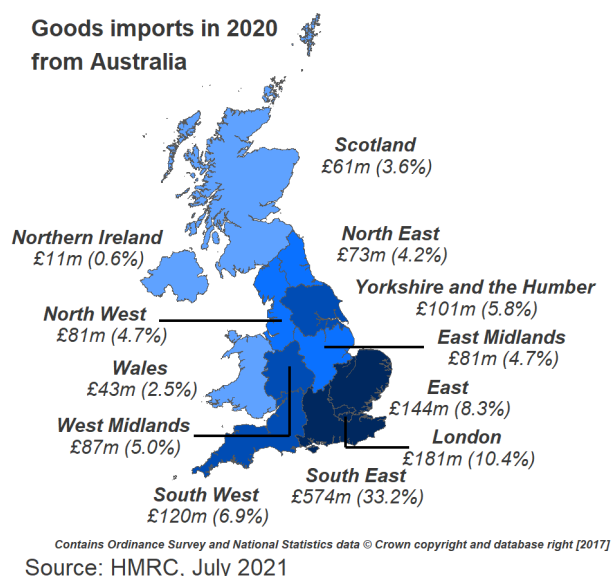 Goods imports in 2020
from Australia
Scotland
£61m (3.6%)
Northern Ireland
£11m (0.6%)
North East
£73m (4.2%)
Yorkshire and the Humber
£101m (5.8%)
North West
£81m (4.7%)
East Midlands
£81m (4.7%)
Wales
£43m (2.5%)
East
£144m (8.3%)
West Midlands
£87m (5.0%)
London
£181m (10.4%)
South East
£574m (33.2%)
South West
£120m (6.9%)
Contains Ordinance Survey and National Statistics data © Crown copyright and database right [2017]
Source: HMRC, July 2021